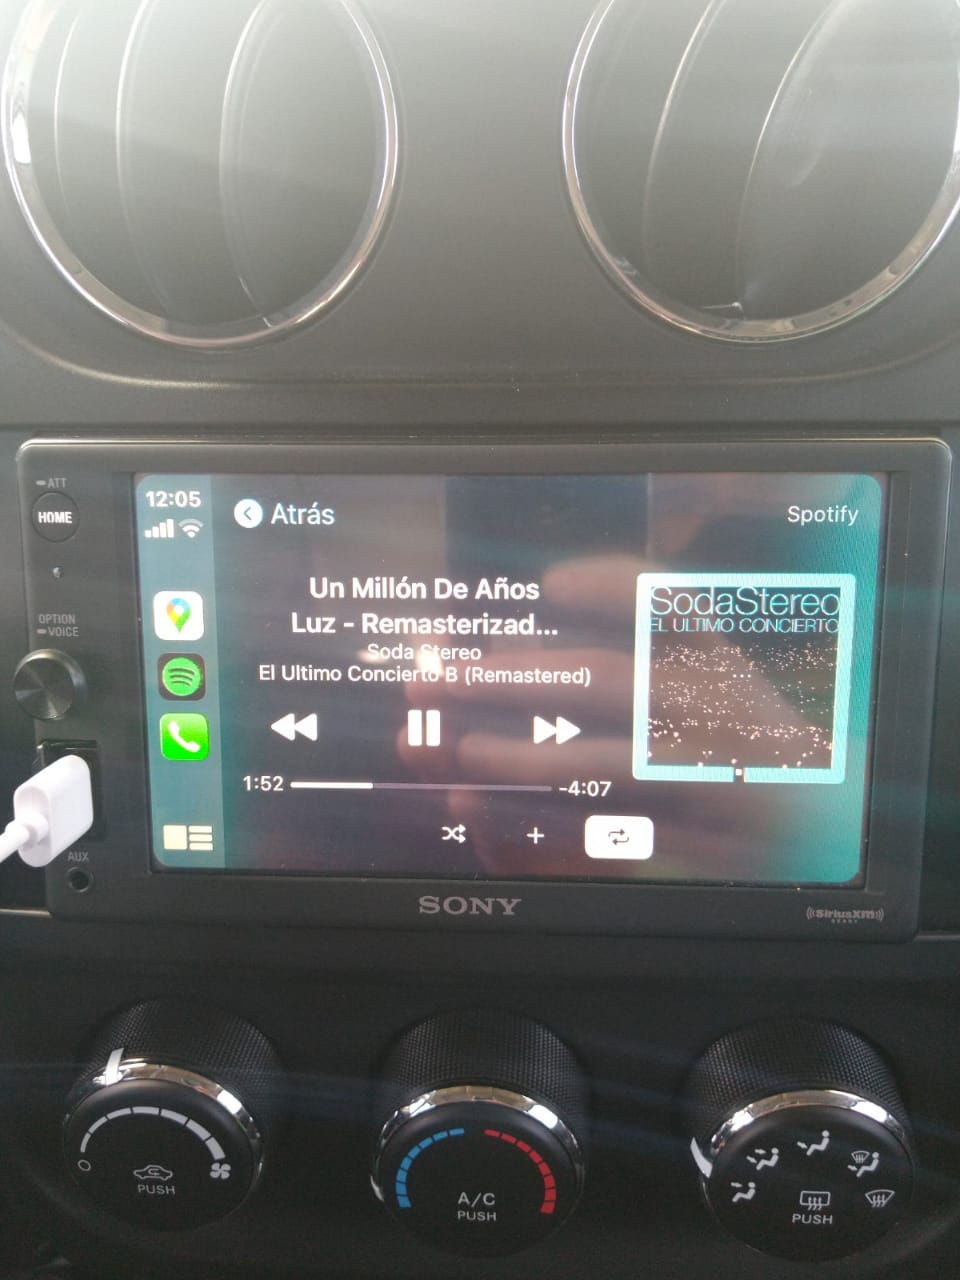 ATT
HOME
OPTION
VOICE
AUX
12:05
Atrás
Spotify
Un Millón De Años
Luz - Remasterizad...
Soda Stereo
El Ultimo Concierto B (Remastered)
1:52
-4:07
SodaStereo
EL ULTIMO CONCIERTO
SONY
SiriusXM
READY
PUSH
A/C
PUSH
PUSH